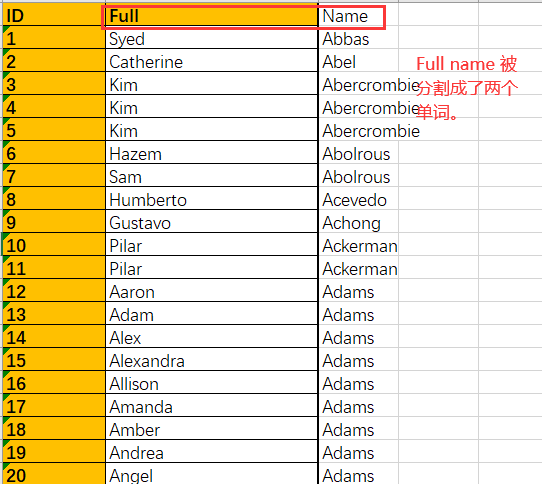 ID Full Name
1 Syed Abbas
2 Catherine Abel
3 Kim Abercrombie
4 Kim Abercrombie
5 Kim Abercrombie
6 Hazem Abolrous
7 Sam Abolrous
8 Humberto Acevedo
9 Gustavo Achong
10 Pilar Ackerman
11 Pilar Ackerman
12 Aaron Adams
13 Adam Adams
14 Alex Adams
15 Alexandra Adams
16 Allison Adams
17 Amanda Adams
18 Amber Adams
19 Andrea Adams
20 Angel Adams
Full name 被
分割成了两个
单词。